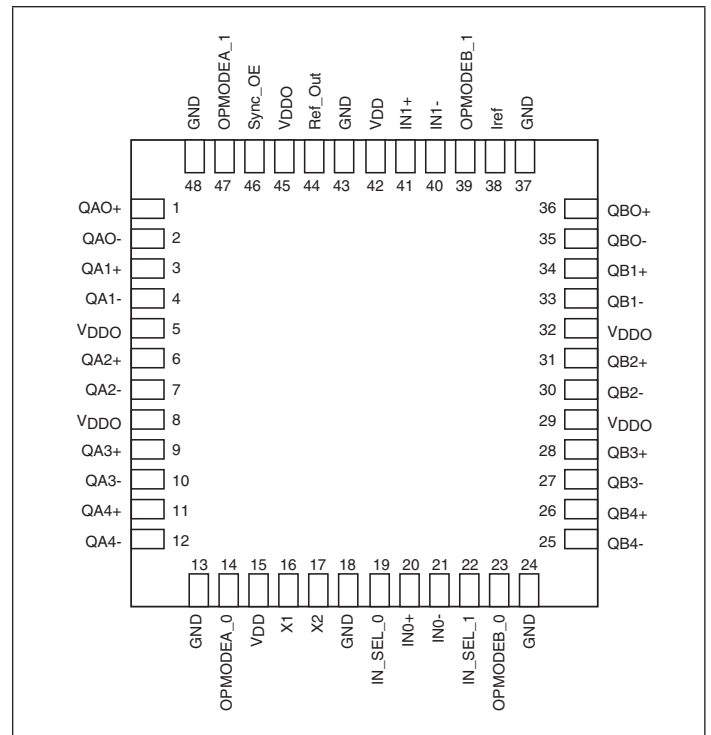 GND
OPMODEA_1
Sync_OE
VDDO
Ref_Out
GND
VDD
IN1+
IN1-
OPMODEB_1
Iref
GND
48
47
46
45
44
43
42
41
40
39
38
37
QAO+
1
QAO-
2
QA1+
3
QA1-
4
VDDO
5
QA2+
6
QA2-
7
VDDO
8
QA3+
9
QA3-
10
QA4+
11
QA4-
12
36
QBO+
35
QBO-
34
QB1+
33
QB1-
32
VDDO
31
QB2+
30
QB2-
29
VDDO
28
QB3+
27
QB3-
26
QB4+
25
QB4-
13
14
15
16
17
18
19
20
21
22
23
24
GND
OPMODEA_0
VDD
X1
X2
GND
IN_SEL_0
IN0+
IN0-
IN_SEL_1
OPMODEB_0
GND